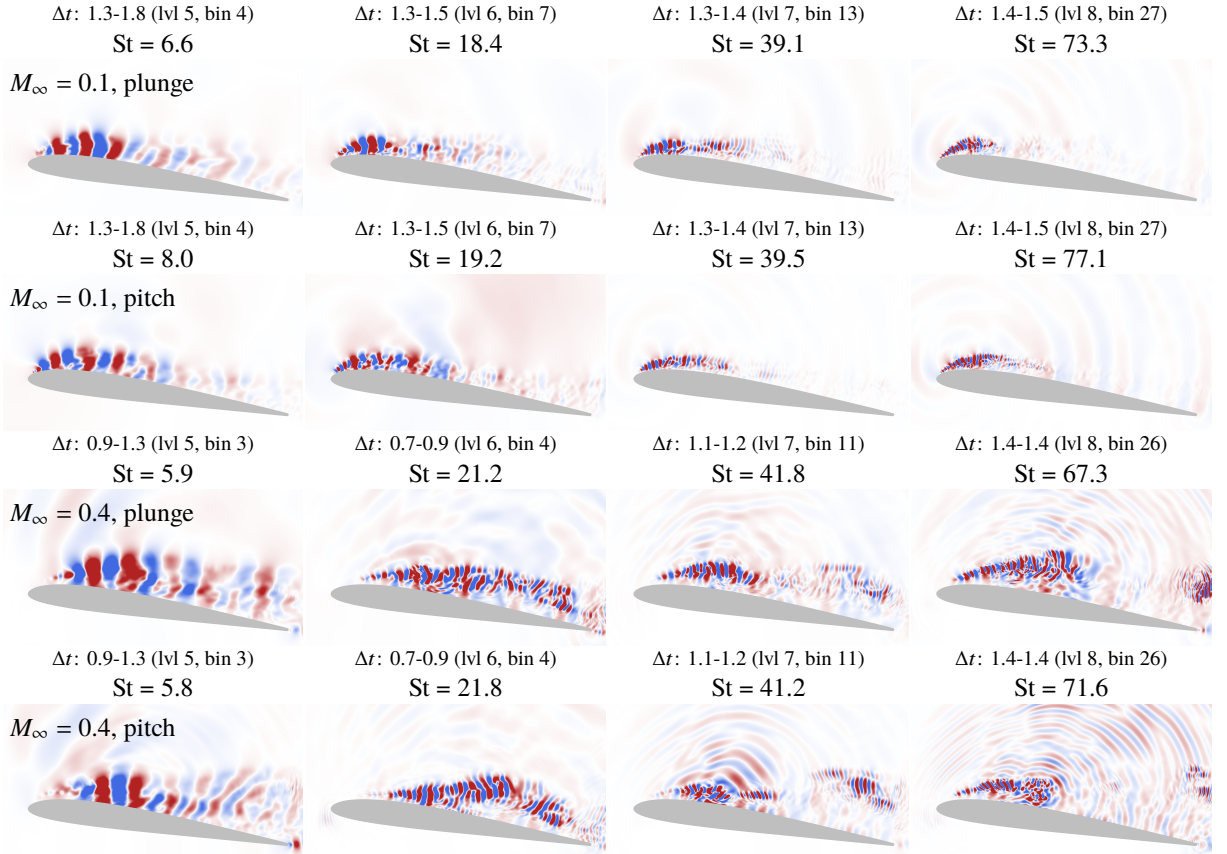 Δt: 1.3-1.8 (lvl 5, bin 4) Δt: 1.3-1.5 (lvl 6, bin 7) Δt: 1.3-1.4 (lvl 7, bin 13) Δt: 1.4-1.5 (lvl 8, bin 27)
St = 6.6 St = 18.4 St = 39.1 St = 73.3
M∞ = 0.1, plunge
Δt: 1.3-1.8 (lvl 5, bin 4) Δt: 1.3-1.5 (lvl 6, bin 7) Δt: 1.3-1.4 (lvl 7, bin 13) Δt: 1.4-1.5 (lvl 8, bin 27)
St = 8.0 St = 19.2 St = 39.5 St = 77.1
M∞ = 0.1, pitch
Δt: 0.9-1.3 (lvl 5, bin 3) Δt: 0.7-0.9 (lvl 6, bin 4) Δt: 1.1-1.2 (lvl 7, bin 11) Δt: 1.4-1.4 (lvl 8, bin 26)
St = 5.9 St = 21.2 St = 41.8 St = 67.3
M∞ = 0.4, plunge
Δt: 0.9-1.3 (lvl 5, bin 3) Δt: 0.7-0.9 (lvl 6, bin 4) Δt: 1.1-1.2 (lvl 7, bin 11) Δt: 1.4-1.4 (lvl 8, bin 26)
St = 5.8 St = 21.8 St = 41.2 St = 71.6
M∞ = 0.4, pitch